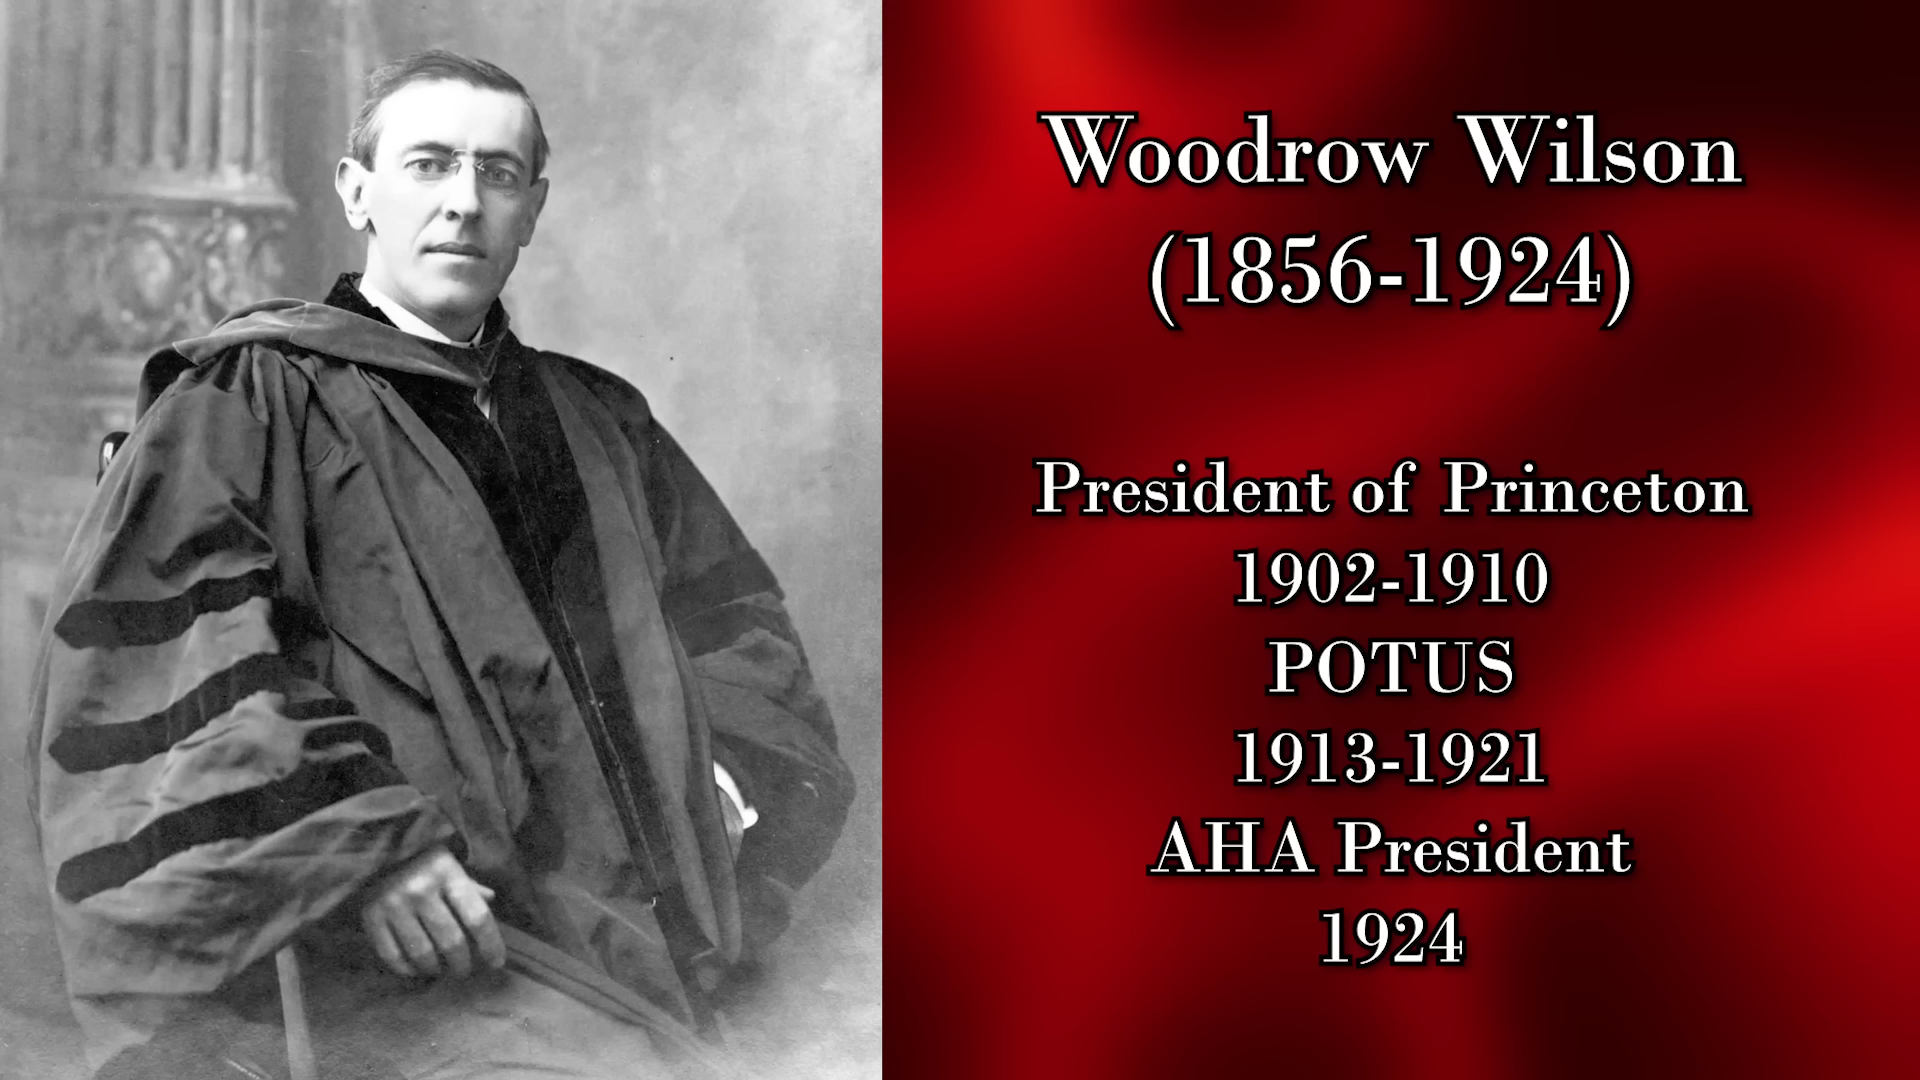 Woodrow Wilson
(1856-1924)
President of Princeton
1902-1910
POTUS
1913-1921
AHA President
1924